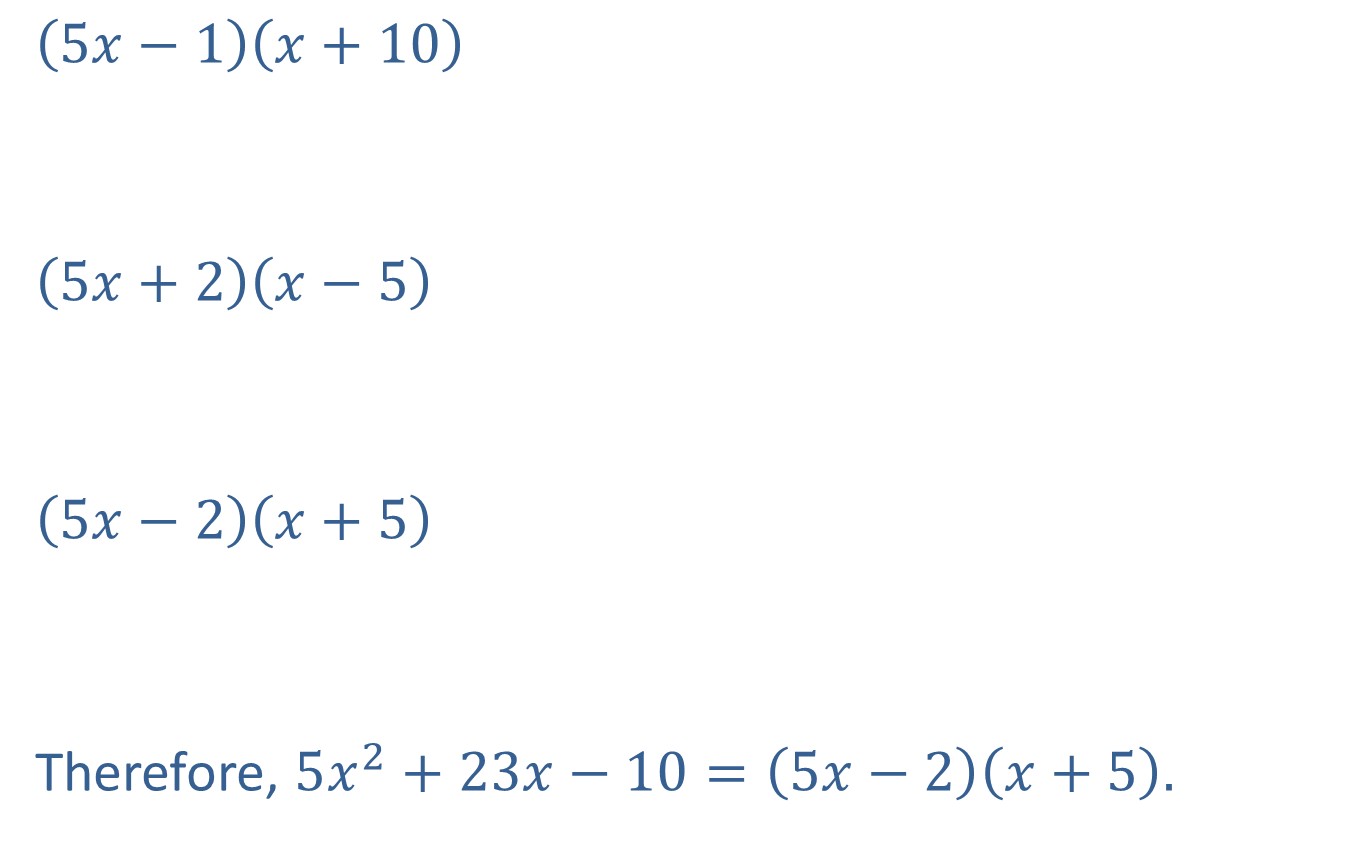 (5x − 1)(x + 10)
(5x + 2)(x − 5)
(5x − 2)(x + 5)
Therefore, 5x² + 23x − 10 = (5x − 2)(x + 5).